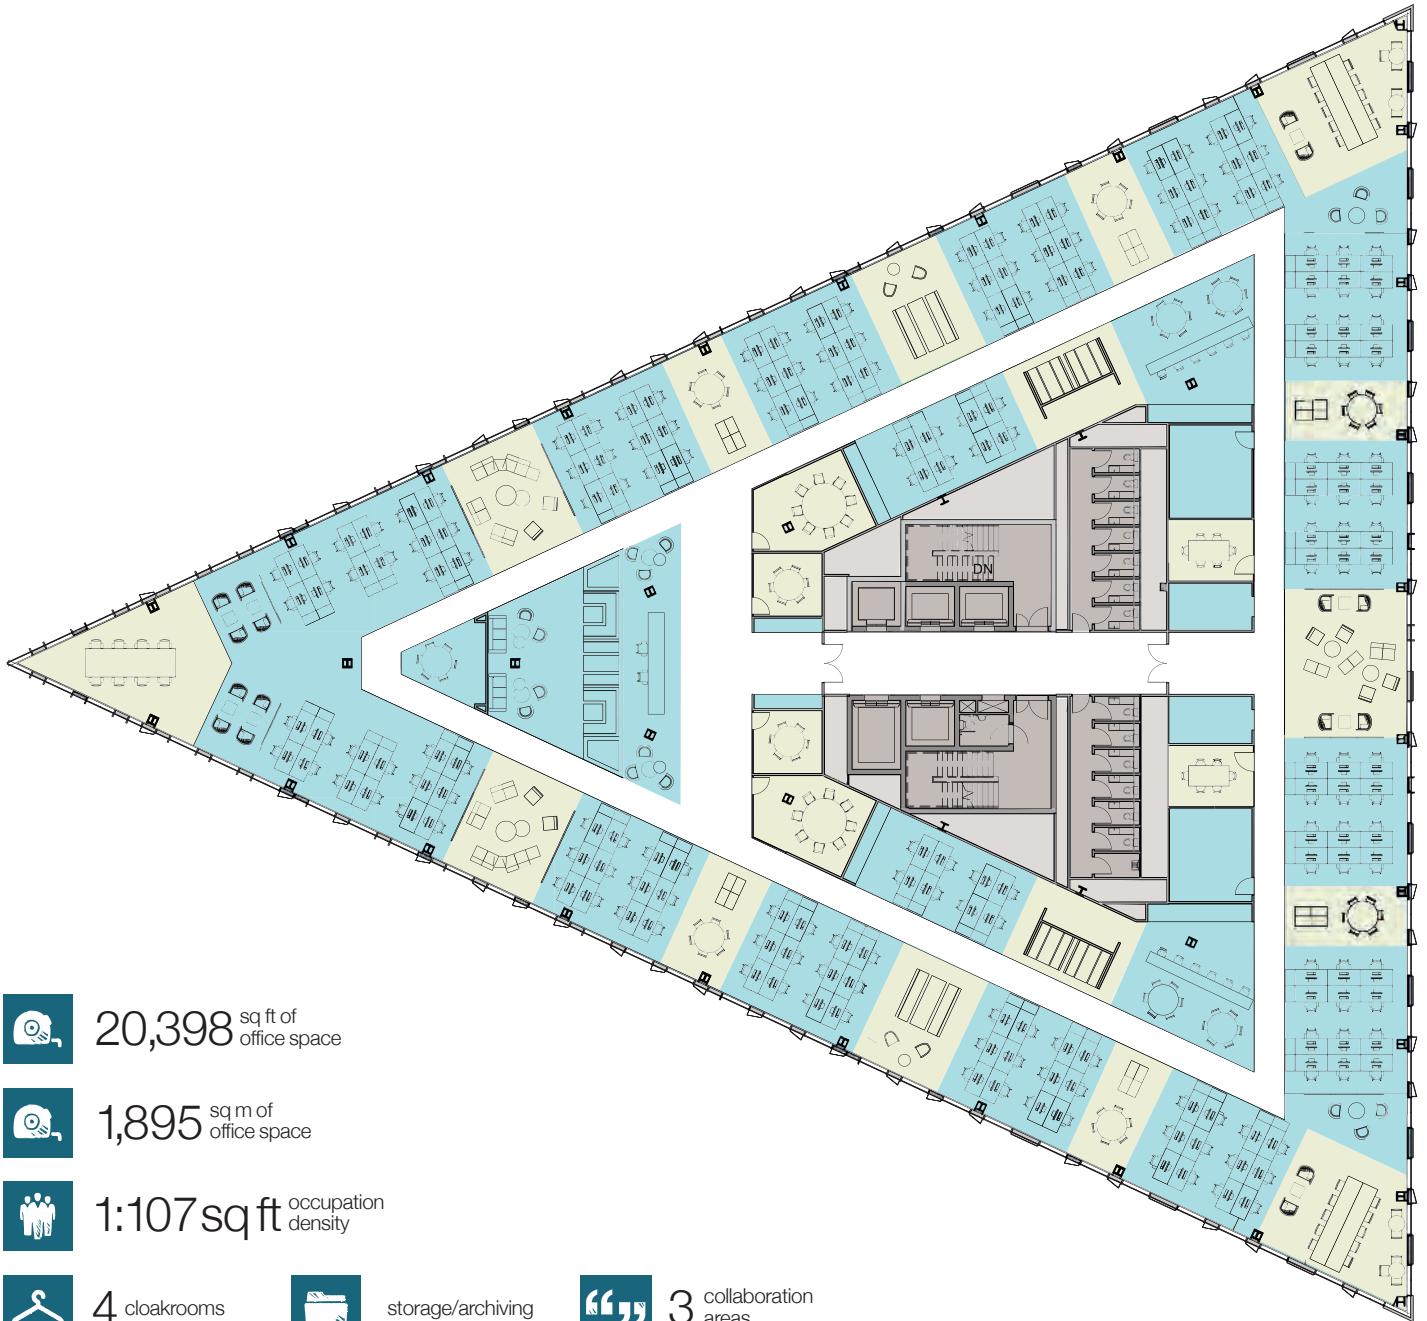 DN
20,398 sq ft of
office space
1,895 sq m of
office space
1:107 sq ft occupation
density
4 cloakrooms
storage/archiving
3 collaboration
areas